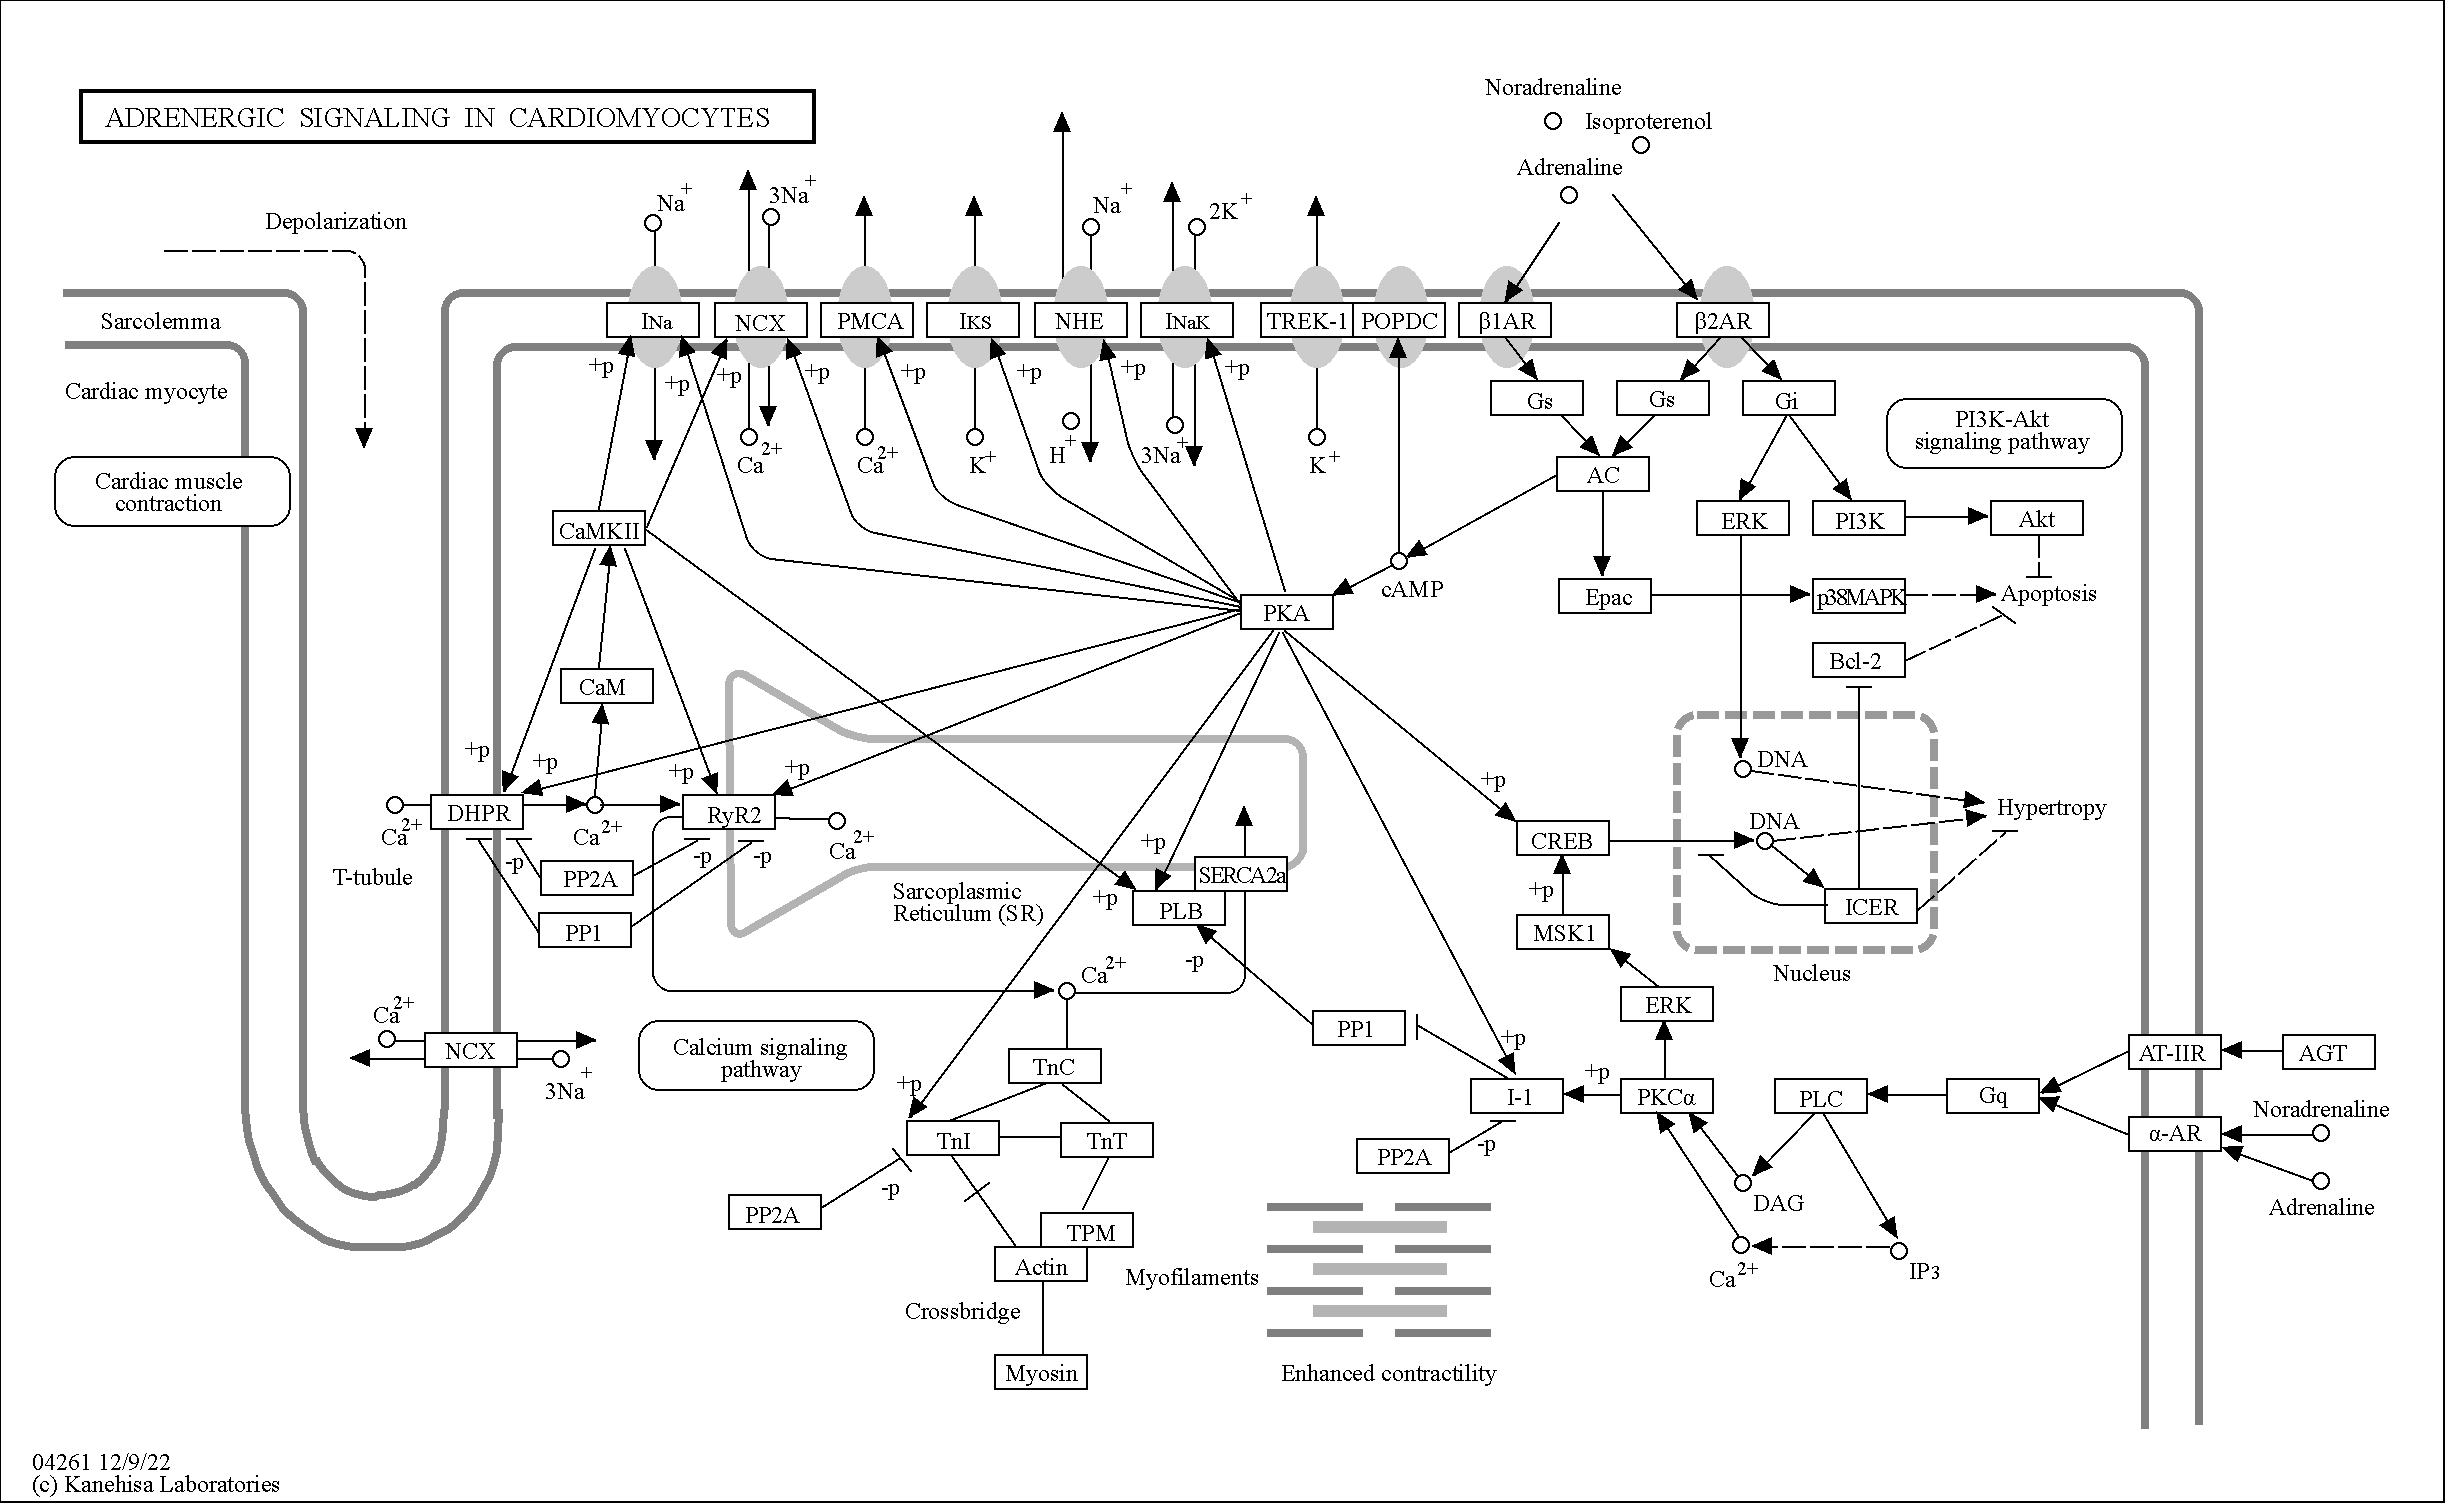 ADRENERGIC SIGNALING IN CARDIOMYOCYTES
Noradrenaline
Isoproterenol
Adrenaline
Depolarization
Na+
3Na+
Na+
2K+
Sarcolemma
INa
NCX
PMCA
IKS
NHE
INaK
TREK-1
POPDC
β1AR
β2AR
+p
+p
+p
+p
+p
+p
+p
+p
Cardiac myocyte
Gs
Gs
Gi
PI3K-Akt
signaling pathway
Ca2+
Ca2+
K+
H+
3Na+
K+
Cardiac muscle
contraction
AC
CaMKII
ERK
PI3K
Akt
cAMP
PKA
Epac
p38MAPK
Apoptosis
CaM
Bcl-2
+p
+p
+p
+p
+p
DNA
DHPR
Ca2+
Ca2+
RyR2
Ca2+
Hypertropy
DNA
CREB
+p
-p
-p
-p
PP2A
T-tubule
SERCA2a
Sarcoplasmic
Reticulum (SR)
+p
PLB
+p
ICER
PP1
MSK1
-p
Nucleus
Ca2+
ERK
Ca2+
NCX
3Na+
Calcium signaling
pathway
PP1
+p
TnC
AT-IIR
AGT
+p
I-1
+p
PKCα
PLC
Gq
Noradrenaline
TnI
TnT
α-AR
PP2A
-p
-p
PP2A
DAG
Adrenaline
TPM
Actin
Myofilaments
Ca2+
IP3
Crossbridge
Myosin
Enhanced contractility
04261 12/9/22
(c) Kanehisa Laboratories